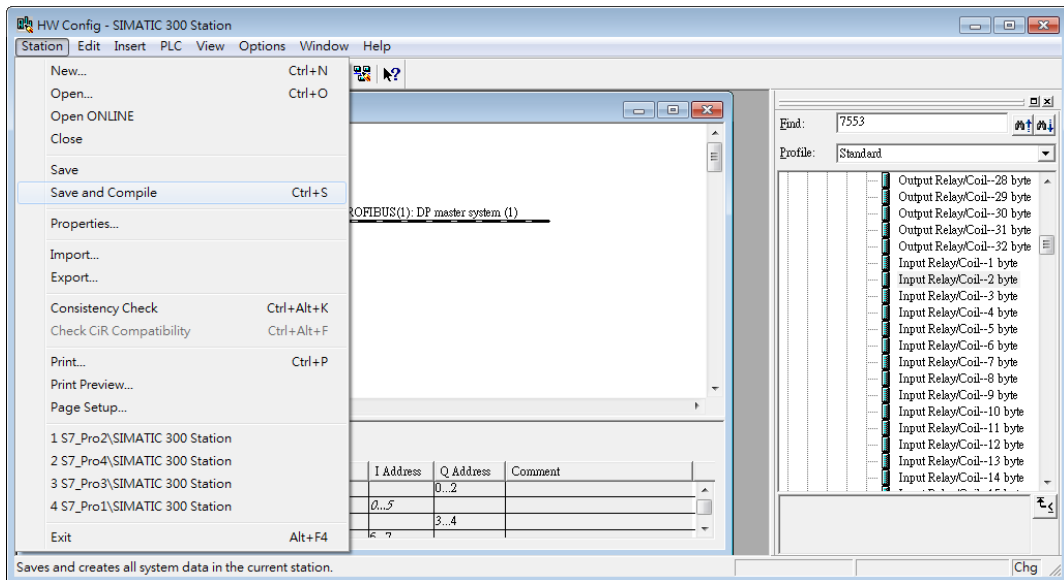 HW Config - SIMATIC 300 Station
Station Edit Insert PLC View Options Window Help
New... Ctrl+N
Open... Ctrl+O
Open ONLINE
Close
Save
Save and Compile Ctrl+S
Properties...
Import...
Export...
Consistency Check Ctrl+Alt+K
Check CiR Compatibility Ctrl+Alt+F
Print... Ctrl+P
Print Preview...
Page Setup...
1 S7_Pro2\SIMATIC 300 Station
2 S7_Pro4\SIMATIC 300 Station
3 S7_Pro3\SIMATIC 300 Station
4 S7_Pro1\SIMATIC 300 Station
Exit Alt+F4
ROFIBUS(1): DP master system (1)
I Address Q Address Comment
0...2
0...5
3...4
6...7
Find: 7553
Profile: Standard
Output Relay/Coil--28 byte
Output Relay/Coil--29 byte
Output Relay/Coil--30 byte
Output Relay/Coil--31 byte
Output Relay/Coil--32 byte
Input Relay/Coil--1 byte
Input Relay/Coil--2 byte
Input Relay/Coil--3 byte
Input Relay/Coil--4 byte
Input Relay/Coil--5 byte
Input Relay/Coil--6 byte
Input Relay/Coil--7 byte
Input Relay/Coil--8 byte
Input Relay/Coil--9 byte
Input Relay/Coil--10 byte
Input Relay/Coil--11 byte
Input Relay/Coil--12 byte
Input Relay/Coil--13 byte
Input Relay/Coil--14 byte
Saves and creates all system data in the current station. Chg